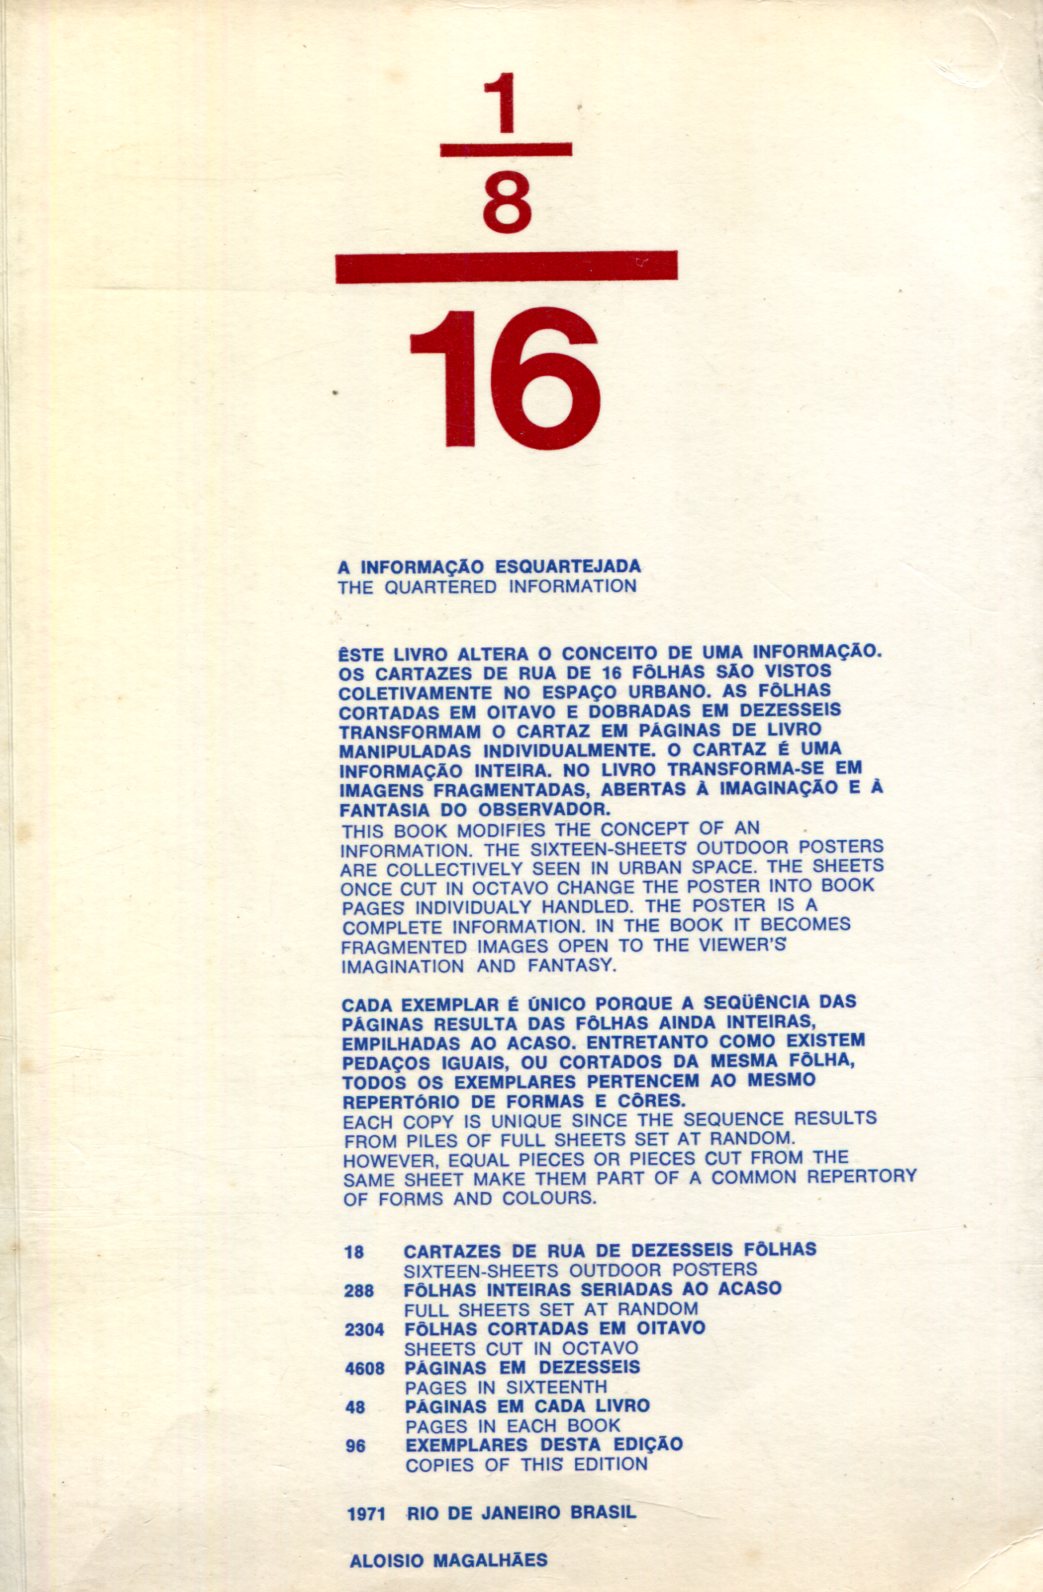 1
8
16
A INFORMAÇÃO ESQUARTEJADA
THE QUARTERED INFORMATION
ÊSTE LIVRO ALTERA O CONCEITO DE UMA INFORMAÇÃO.
OS CARTAZES DE RUA DE 16 FÔLHAS SÃO VISTOS
COLETIVAMENTE NO ESPAÇO URBANO. AS FÔLHAS
CORTADAS EM OITAVO E DOBRADAS EM DEZESSEIS
TRANSFORMAM O CARTAZ EM PÁGINAS DE LIVRO
MANIPULADAS INDIVIDUALMENTE. O CARTAZ É UMA
INFORMAÇÃO INTEIRA. NO LIVRO TRANSFORMA-SE EM
IMAGENS FRAGMENTADAS, ABERTAS À IMAGINAÇÃO E À
FANTASIA DO OBSERVADOR.
THIS BOOK MODIFIES THE CONCEPT OF AN
INFORMATION. THE SIXTEEN-SHEETS OUTDOOR POSTERS
ARE COLLECTIVELY SEEN IN URBAN SPACE. THE SHEETS
ONCE CUT IN OCTAVO CHANGE THE POSTER INTO BOOK
PAGES INDIVIDUALY HANDLED. THE POSTER IS A
COMPLETE INFORMATION. IN THE BOOK IT BECOMES
FRAGMENTED IMAGES OPEN TO THE VIEWER'S
IMAGINATION AND FANTASY.
CADA EXEMPLAR É ÚNICO PORQUE A SEQÜÊNCIA DAS
PÁGINAS RESULTA DAS FÔLHAS AINDA INTEIRAS,
EMPILHADAS AO ACASO. ENTRETANTO COMO EXISTEM
PEDAÇOS IGUAIS, OU CORTADOS DA MESMA FÔLHA,
TODOS OS EXEMPLARES PERTENCEM AO MESMO
REPERTÓRIO DE FORMAS E CÔRES.
EACH COPY IS UNIQUE SINCE THE SEQUENCE RESULTS
FROM PILES OF FULL SHEETS SET AT RANDOM.
HOWEVER, EQUAL PIECES OR PIECES CUT FROM THE
SAME SHEET MAKE THEM PART OF A COMMON REPERTORY
OF FORMS AND COLOURS.
18 CARTAZES DE RUA DE DEZESSEIS FÔLHAS
SIXTEEN-SHEETS OUTDOOR POSTERS
288 FÔLHAS INTEIRAS SERIADAS AO ACASO
FULL SHEETS SET AT RANDOM
2304 FÔLHAS CORTADAS EM OITAVO
SHEETS CUT IN OCTAVO
4608 PÁGINAS EM DEZESSEIS
PAGES IN SIXTEENTH
48 PÁGINAS EM CADA LIVRO
PAGES IN EACH BOOK
96 EXEMPLARES DESTA EDIÇÃO
COPIES OF THIS EDITION
1971 RIO DE JANEIRO BRASIL
ALOISIO MAGALHÃES